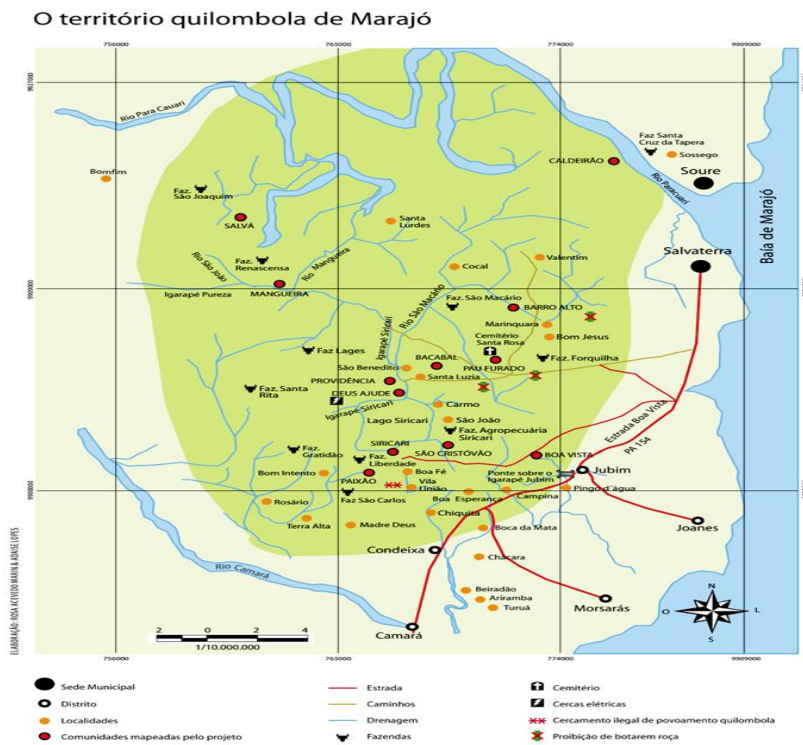 O território quilombola de Marajó
756000
765000
774000
9909000
Rio Para Cauari
Bomfim
Faz.
São Joaquim
SALVÁ
Santa
Lurdes
CALDEIRÃO
Faz Santa
Cruz da Tapera
Sossego
Soure
Rio Paracuari
Baía de Marajó
Salvaterra
Rio São João
Faz.
Renascensa
Rio Mangueira
Cocal
Valentim
Igarapé Pureza
MANGUEIRA
Rio São Macário
Faz. São Macário
BARRO ALTO
Marinquara
Bom Jesus
Cemitério
Santa Rosa
Igarapé Siricari
Faz Lages
BACABAL
PAU FURADO
Faz. Forquilha
São Benedito
Santa Luzia
PROVIDÊNCIA
DEUS AJUDE
Faz. Santa
Rita
Igarapé Siricari
Carmo
Lago Siricari
São João
Faz. Agropecuária
Siricari
Estrada Boa Vista
PA 154
SIRICARI
SÃO CRISTÓVÃO
BOA VISTA
Faz.
Gratidão
Faz.
Liberdade
Bom Intento
PAIXÃO
Boa Fé
Ponte sobre o
Igarapé Jubim
Jubim
Vila
União
Faz São Carlos
Boa Esperança
Campina
Pingo d'água
Rosário
Terra Alta
Madre Deus
Chiquita
Boca da Mata
Joanes
Condeixa
Chácara
Rio Camará
Beiradão
Ariramba
Turuá
Morsarás
Camará
N
O
L
S
2 0 2 4
1/10.000.000
756000
765000
774000
9909000
ELABORAÇÃO: ROSA ACEVEDO MARIN &
Sede Municipal
Distrito
Localidades
Comunidades mapeadas pelo projeto
Estrada
Caminhos
Drenagem
Fazendas
Cemitério
Cercas elétricas
Cercamento ilegal de povoamento quilombola
Proibição de botarem roça